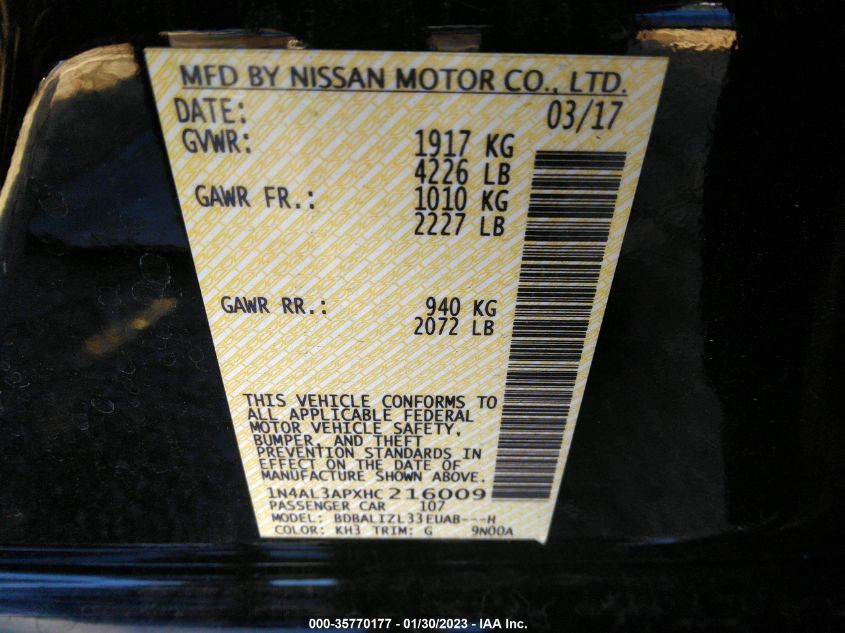 MFD BY NISSAN MOTOR CO., LTD.
DATE: 03/17
GVWR: 1917 KG
4226 LB
GAWR FR.: 1010 KG
2227 LB
GAWR RR.: 940 KG
2072 LB
THIS VEHICLE CONFORMS TO
ALL APPLICABLE FEDERAL
MOTOR VEHICLE SAFETY,
BUMPER, AND THEFT
PREVENTION STANDARDS IN
EFFECT ON THE DATE OF
MANUFACTURE SHOWN ABOVE.
1N4AL3APXHC216009
PASSENGER CAR 107
MODEL: BDBALIZL33EUAB---H
COLOR: KH3 TRIM: G 9N00A
000-35770177 - 01/30/2023 - IAA Inc.